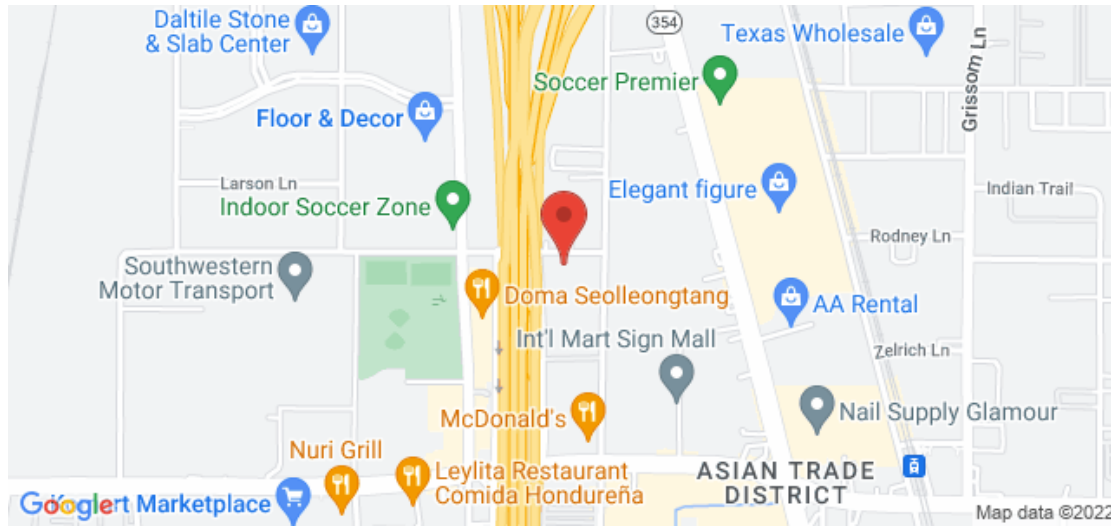 Daltile Stone
& Slab Center
354
Texas Wholesale
Grissom Ln
Soccer Premier
Floor & Decor
Larson Ln
Indoor Soccer Zone
Elegant figure
Indian Trail
Rodney Ln
Southwestern
Motor Transport
Doma Seolleongtang
AA Rental
Int'l Mart Sign Mall
Zelrich Ln
McDonald's
Nail Supply Glamour
Nuri Grill
Leylita Restaurant
Comida Hondureña
ASIAN TRADE
DISTRICT
Google
Marketplace
Map data ©2022